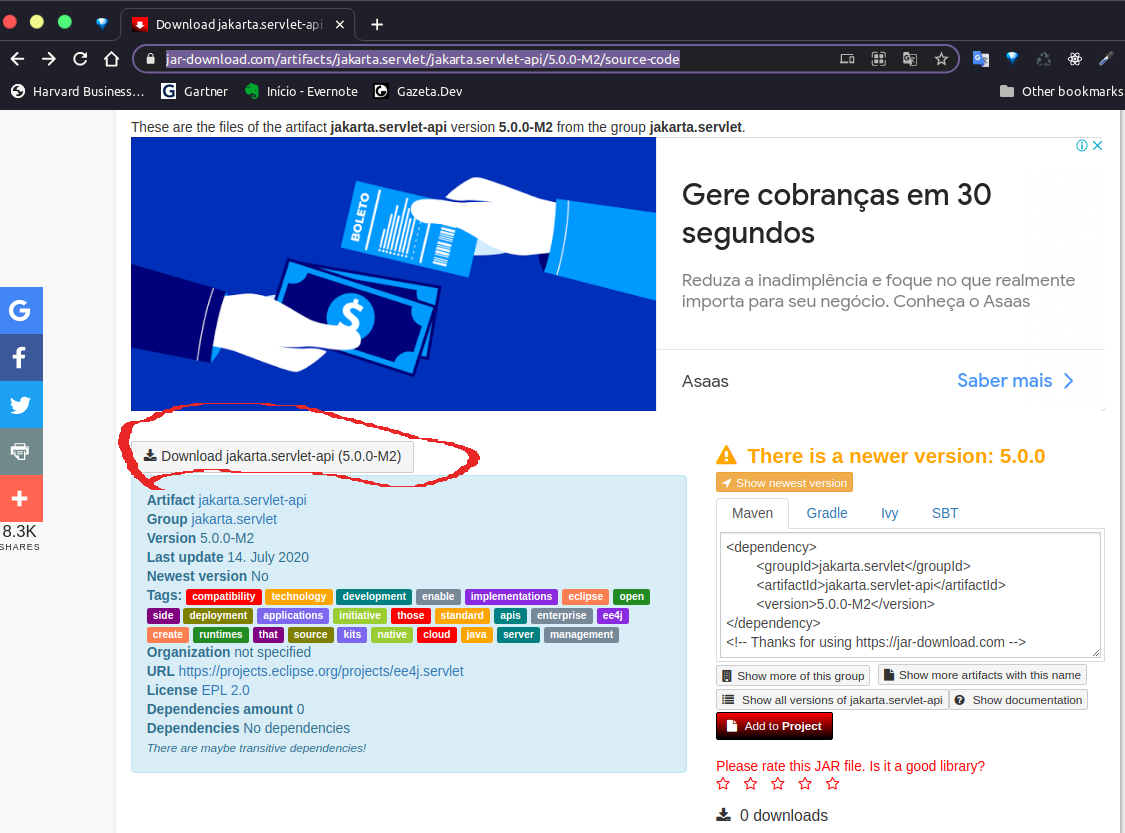 Download jakarta.servlet-api
jar-download.com/artifacts/jakarta.servlet/jakarta.servlet-api/5.0.0-M2/source-code
Harvard Business… Gartner Início - Evernote Gazeta.Dev Other bookmarks
These are the files of the artifact jakarta.servlet-api version 5.0.0-M2 from the group jakarta.servlet.
BOLETO
$
Gere cobranças em 30
segundos
Reduza a inadimplência e foque no que realmente
importa para seu negócio. Conheça o Asaas
Asaas Saber mais
8.3K
SHARES
Download jakarta.servlet-api (5.0.0-M2)
Artifact jakarta.servlet-api
Group jakarta.servlet
Version 5.0.0-M2
Last update 14. July 2020
Newest version No
Tags: compatibility technology development enable implementations eclipse open
side deployment applications initiative those standard apis enterprise ee4j
create runtimes that source kits native cloud java server management
Organization not specified
URL https://projects.eclipse.org/projects/ee4j.servlet
License EPL 2.0
Dependencies amount 0
Dependencies No dependencies
There are maybe transitive dependencies!
There is a newer version: 5.0.0
Show newest version
Maven Gradle Ivy SBT
<dependency>
<groupId>jakarta.servlet</groupId>
<artifactId>jakarta.servlet-api</artifactId>
<version>5.0.0-M2</version>
</dependency>
<!-- Thanks for using https://jar-download.com -->
Show more of this group Show more artifacts with this name
Show all versions of jakarta.servlet-api Show documentation
Add to Project
Please rate this JAR file. Is it a good library?
0 downloads